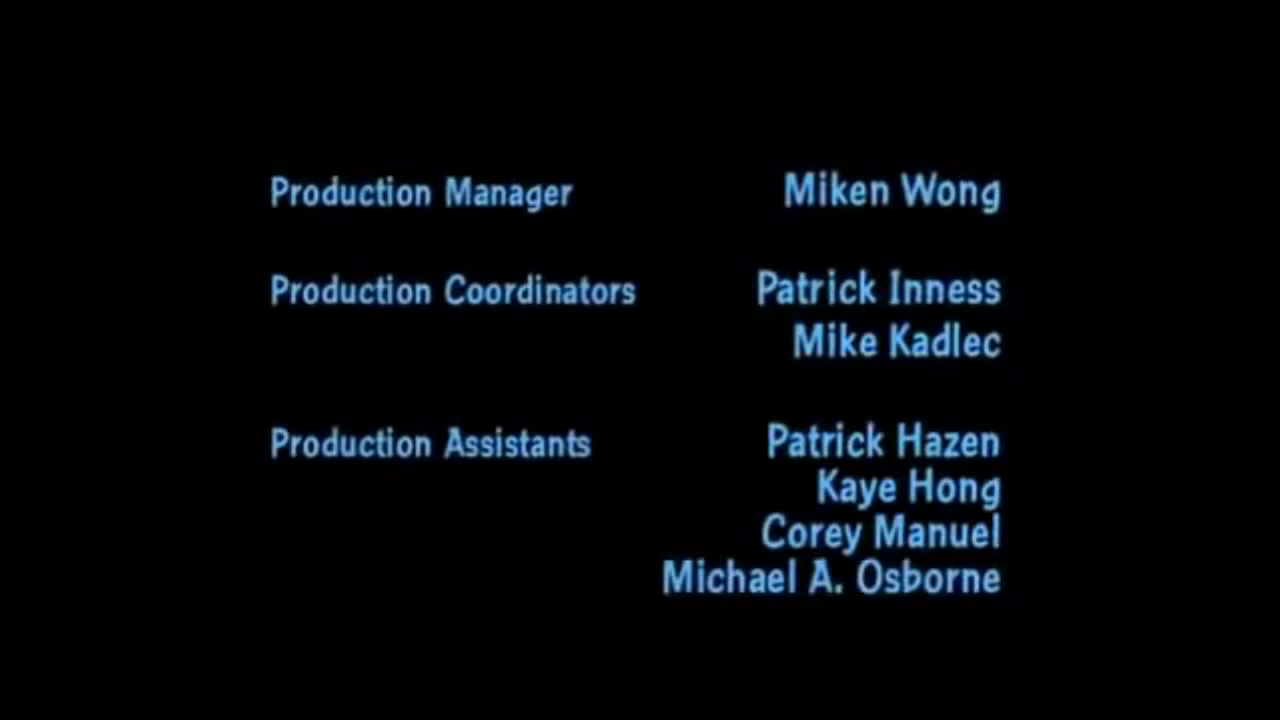 Production Manager Miken Wong
Production Coordinators Patrick Inness
Mike Kadlec
Production Assistants Patrick Hazen
Kaye Hong
Corey Manuel
Michael A. Osborne